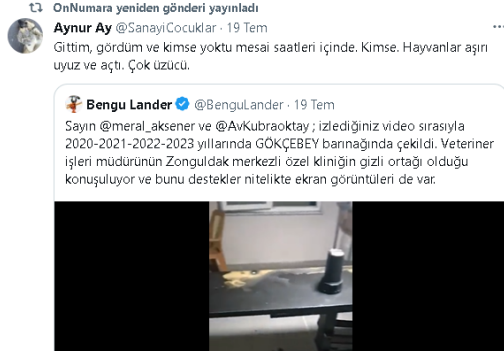 OnNumara yeniden gönderi yayınladı
Aynur Ay @SanayiCocuklar · 19 Tem
Gittim, gördüm ve kimse yoktu mesai saatleri içinde. Kimse. Hayvanlar aşırı
uyuz ve açtı. Çok üzücü.
Bengu Lander @BenguLander · 19 Tem
Sayın @meral_aksener ve @AvKubraoktay ; izlediğiniz video sırasıyla
2020-2021-2022-2023 yıllarında GÖKÇEBEY barınağında çekildi. Veteriner
işleri müdürünün Zonguldak merkezli özel kliniğin gizli ortağı olduğu
konuşuluyor ve bunu destekler nitelikte ekran görüntüleri de var.